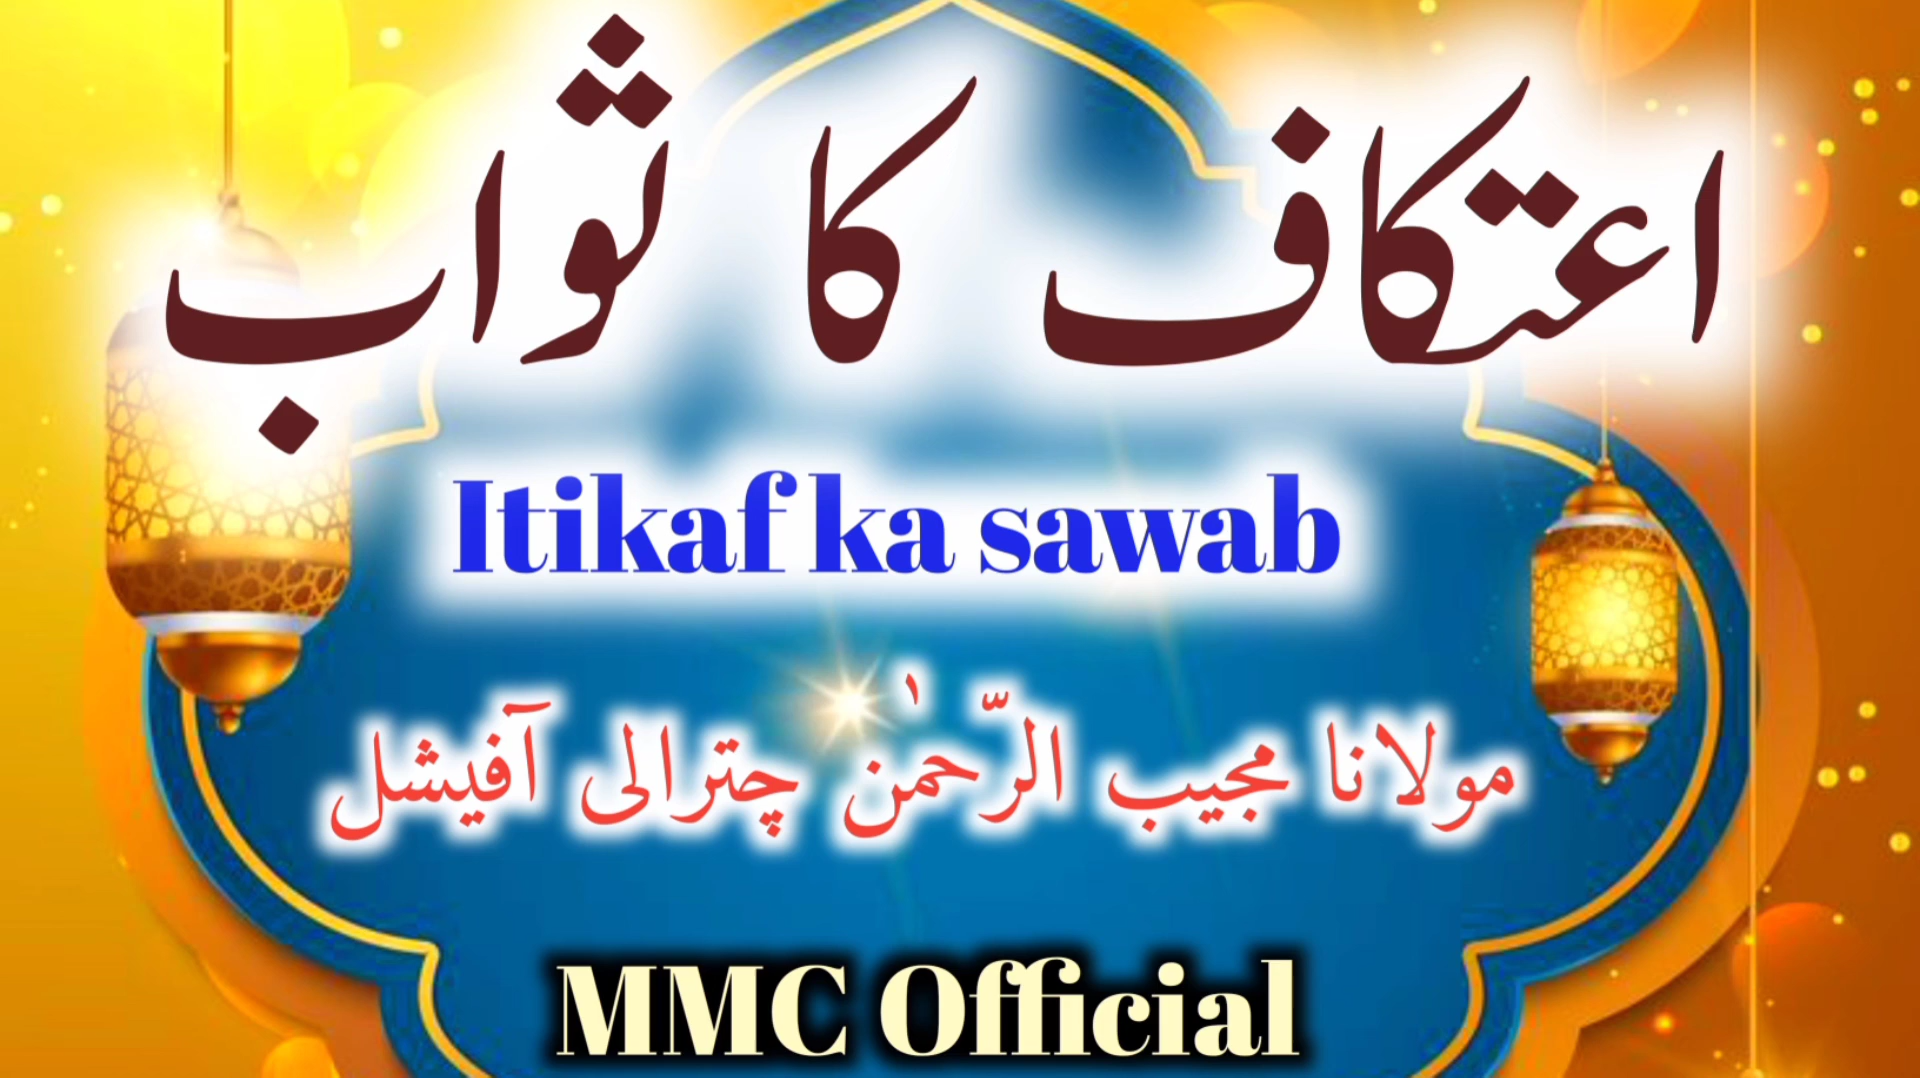 اعتکاف کا ثواب
Itikaf ka sawab
مولانا مجیب الرّحمٰن چترالی آفیشل
MMC Official